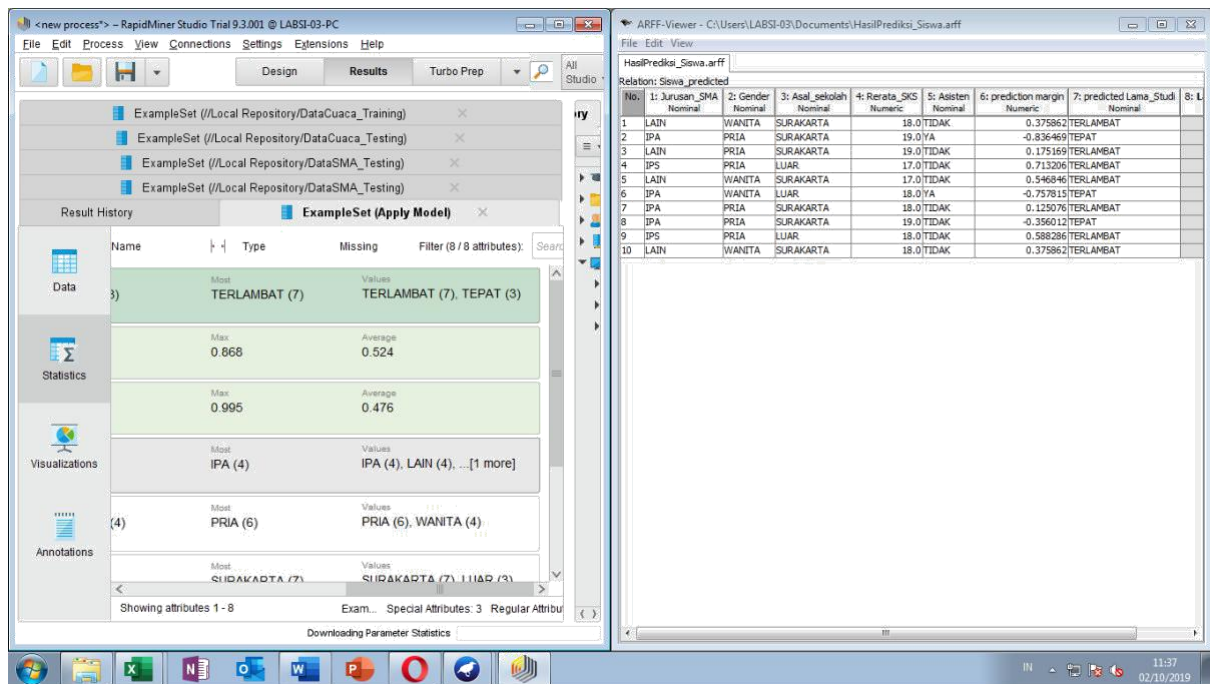 <new process*> – RapidMiner Studio Trial 9.3.001 @ LABSI-03-PC
File Edit Process View Connections Settings Extensions Help
Design Results Turbo Prep
All
Studio
ExampleSet (//Local Repository/DataCuaca_Training)
ExampleSet (//Local Repository/DataCuaca_Testing)
ExampleSet (//Local Repository/DataSMA_Testing)
ExampleSet (//Local Repository/DataSMA_Testing)
Result History ExampleSet (Apply Model)
ry
Name Type Missing Filter (8 / 8 attributes):
Data
Statistics
Visualizations
Annotations
3) Most Values
TERLAMBAT (7) TERLAMBAT (7), TEPAT (3)
Max Average
0.868 0.524
Max Average
0.995 0.476
Most Values
IPA (4) IPA (4), LAIN (4), ...[1 more]
Most Values
(4) PRIA (6) PRIA (6), WANITA (4)
Most Values
SURAKARTA (7) SURAKARTA (7), LUAR (3)
Showing attributes 1 - 8 Exam... Special Attributes: 3 Regular Attribu
Downloading Parameter Statistics
ARFF-Viewer - C:\Users\LABSI-03\Documents\HasilPrediksi_Siswa.arff
File Edit View
HasilPrediksi_Siswa.arff
Relation: Siswa_predicted
No. 1: Jurusan_SMA 2: Gender 3: Asal_sekolah 4: Rerata_SKS 5: Asisten 6: prediction margin 7: predicted Lama_Studi 8: L
Nominal Nominal Nominal Numeric Nominal Numeric Nominal
1 LAIN WANITA SURAKARTA 18.0 TIDAK 0.375862 TERLAMBAT
2 IPA PRIA SURAKARTA 19.0 YA -0.836469 TEPAT
3 LAIN PRIA SURAKARTA 19.0 TIDAK 0.175169 TERLAMBAT
4 IPS PRIA LUAR 17.0 TIDAK 0.713206 TERLAMBAT
5 LAIN WANITA SURAKARTA 17.0 TIDAK 0.546846 TERLAMBAT
6 IPA WANITA LUAR 18.0 YA -0.757815 TEPAT
7 IPA PRIA SURAKARTA 18.0 TIDAK 0.125076 TERLAMBAT
8 IPA PRIA SURAKARTA 19.0 TIDAK -0.356012 TEPAT
9 IPS PRIA LUAR 18.0 TIDAK 0.588286 TERLAMBAT
10 LAIN WANITA SURAKARTA 18.0 TIDAK 0.375862 TERLAMBAT
IN 11:37
02/10/2019